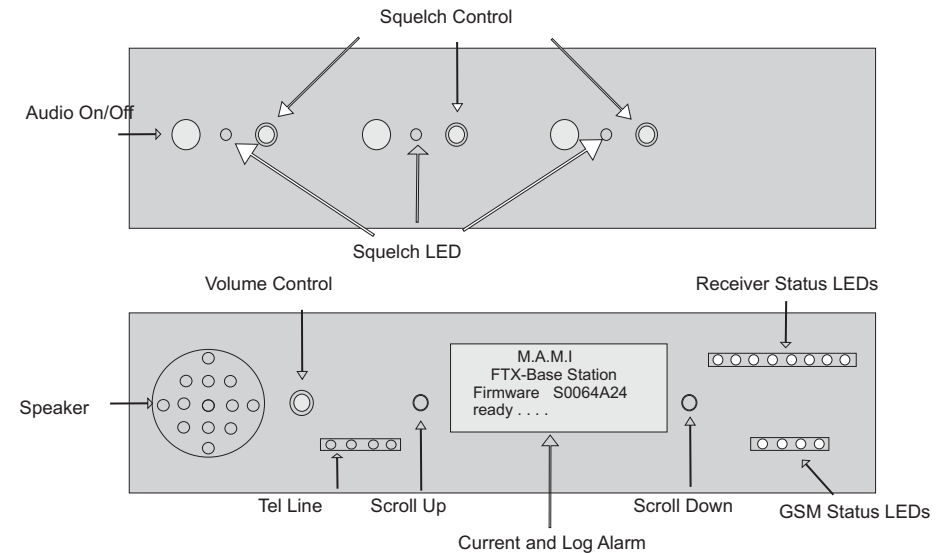 Squelch Control
Audio On/Off
Squelch LED
Volume Control
Receiver Status LEDs
M.A.M.I
FTX-Base Station
Firmware S0064A24
ready . . . .
Speaker
Tel Line
Scroll Up
Scroll Down
GSM Status LEDs
Current and Log Alarm